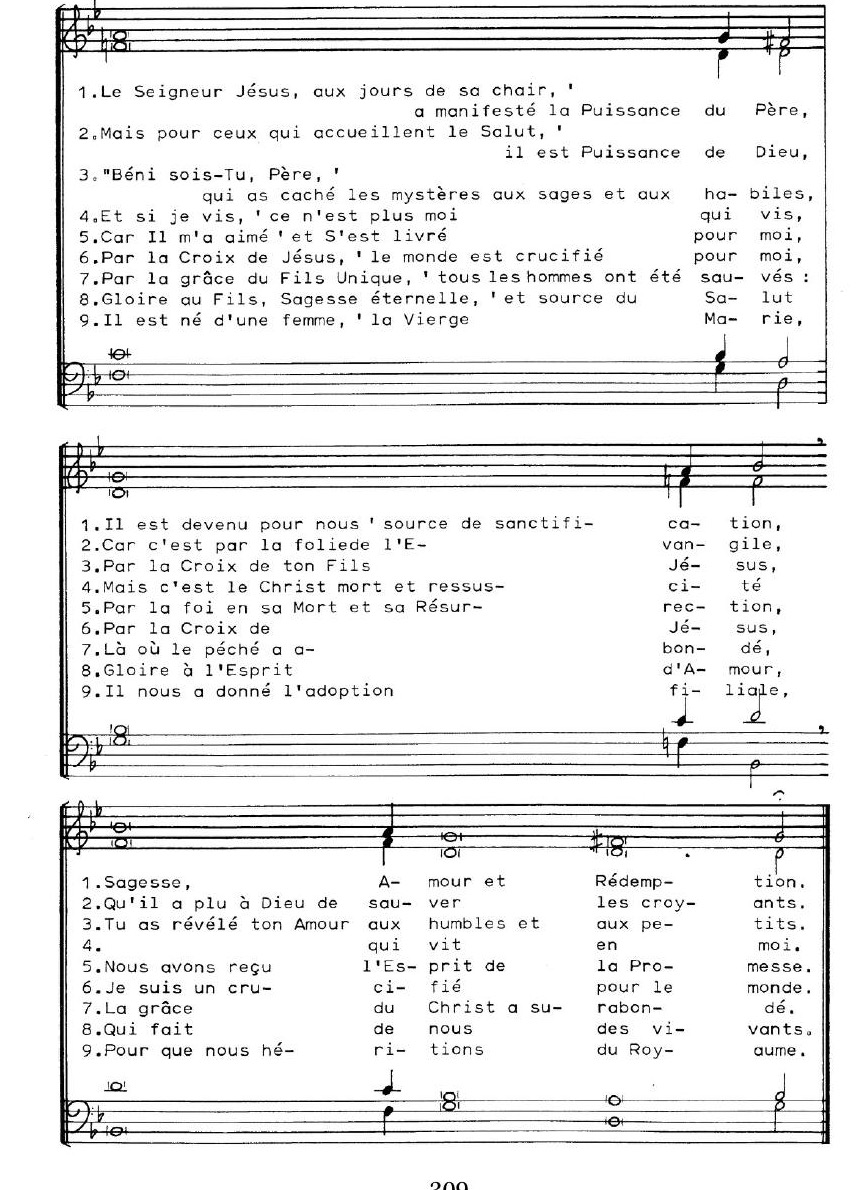 1.Le Seigneur Jésus, aux jours de sa chair, '
a manifesté la Puissance du Père,
2.Mais pour ceux qui accueillent le Salut, '
il est Puissance de Dieu,
3."Béni sois-Tu, Père, '
qui as caché les mystères aux sages et aux ha- biles,
4.Et si je vis, ' ce n'est plus moi qui vis,
5.Car Il m'a aimé ' et S'est livré pour moi,
6.Par la Croix de Jésus, ' le monde est crucifié pour moi,
7.Par la grâce du Fils Unique, ' tous les hommes ont été sau- vés :
8.Gloire au Fils, Sagesse éternelle, ' et source du Sa- lut
9.Il est né d'une femme, ' la Vierge Ma- rie,
1.Il est devenu pour nous ' source de sanctifi- ca- tion,
2.Car c'est par la foliede l'E- van- gile,
3.Par la Croix de ton Fils Jé- sus,
4.Mais c'est le Christ mort et ressus- ci- té
5.Par la foi en sa Mort et sa Résur- rec- tion,
6.Par la Croix de Jé- sus,
7.Là où le péché a a- bon- dé,
8.Gloire à l'Esprit d'A- mour,
9.Il nous a donné l'adoption fi- liale,
1.Sagesse, A- mour et Rédemp- tion.
2.Qu'il a plu à Dieu de sau- ver les croy- ants.
3.Tu as révélé ton Amour aux humbles et aux pe- tits.
4. qui vit en moi.
5.Nous avons reçu l'Es- prit de la Pro- messe.
6.Je suis un cru- ci- fié pour le monde.
7.La grâce du Christ a su- rabon- dé.
8.Qui fait de nous des vi- vants.
9.Pour que nous hé- ri- tions du Roy- aume.
309